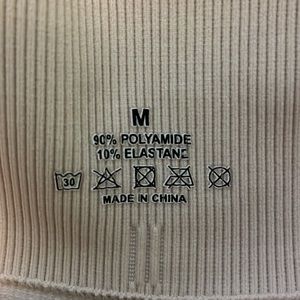 M
90% POLYAMIDE
10% ELASTANE
30
MADE IN CHINA